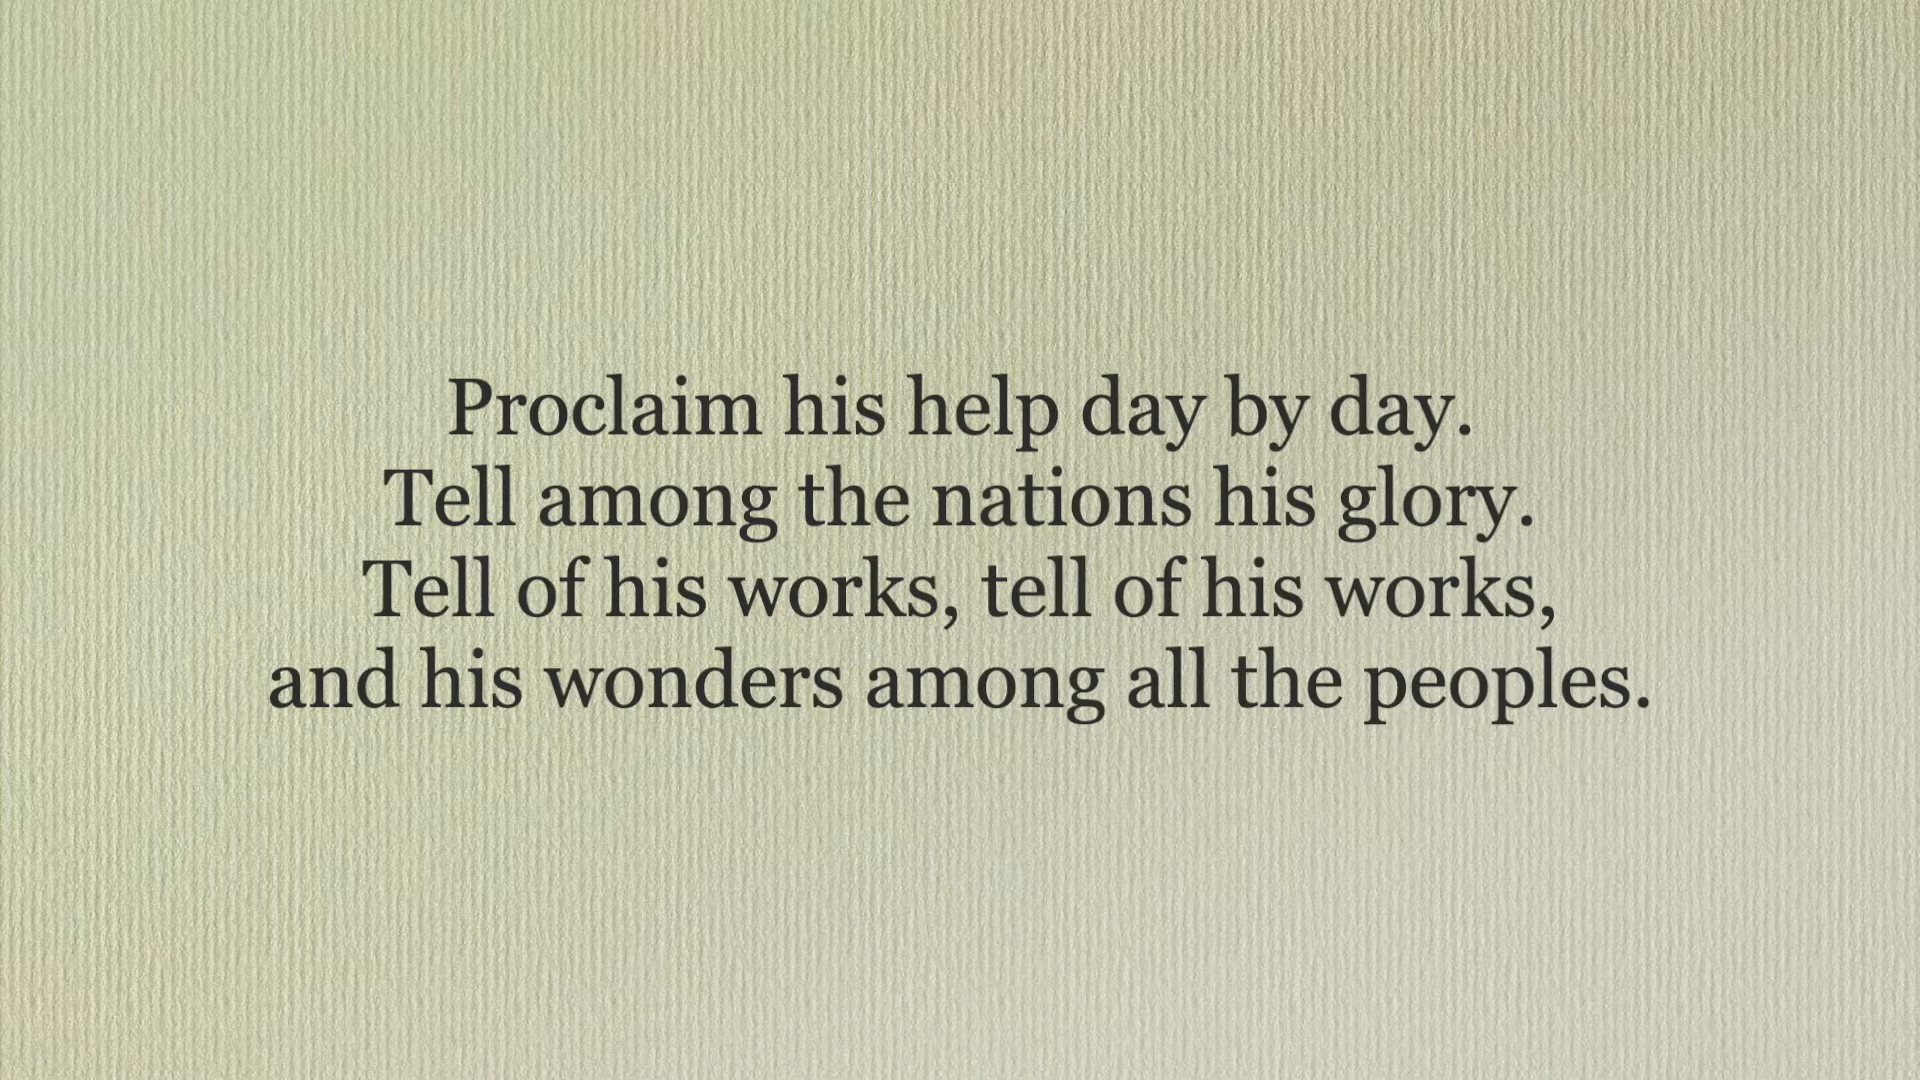 Proclaim his help day by day.
Tell among the nations his glory.
Tell of his works, tell of his works,
and his wonders among all the peoples.